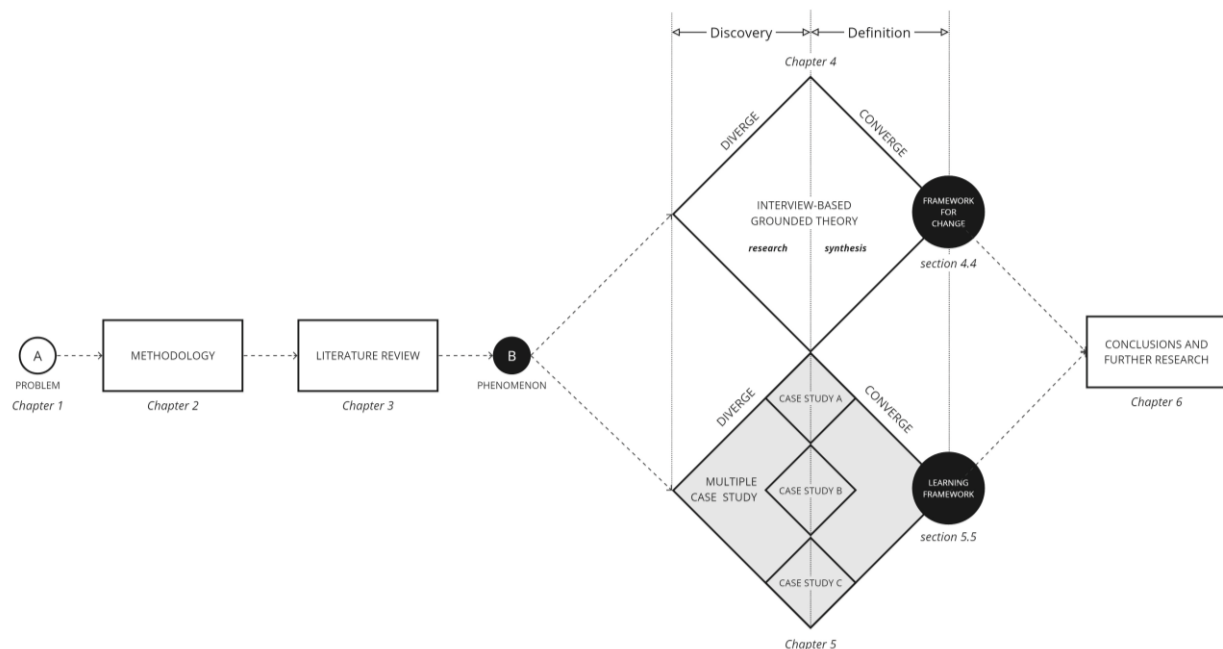 Discovery
Definition
Chapter 4
DIVERGE
CONVERGE
INTERVIEW-BASED
GROUNDED THEORY
research
synthesis
FRAMEWORK
FOR
CHANGE
section 4.4
A
PROBLEM
Chapter 1
METHODOLOGY
Chapter 2
LITERATURE REVIEW
Chapter 3
B
PHENOMENON
DIVERGE
CONVERGE
CASE STUDY A
MULTIPLE
CASE STUDY
CASE STUDY B
CASE STUDY C
LEARNING
FRAMEWORK
section 5.5
Chapter 5
CONCLUSIONS AND
FURTHER RESEARCH
Chapter 6